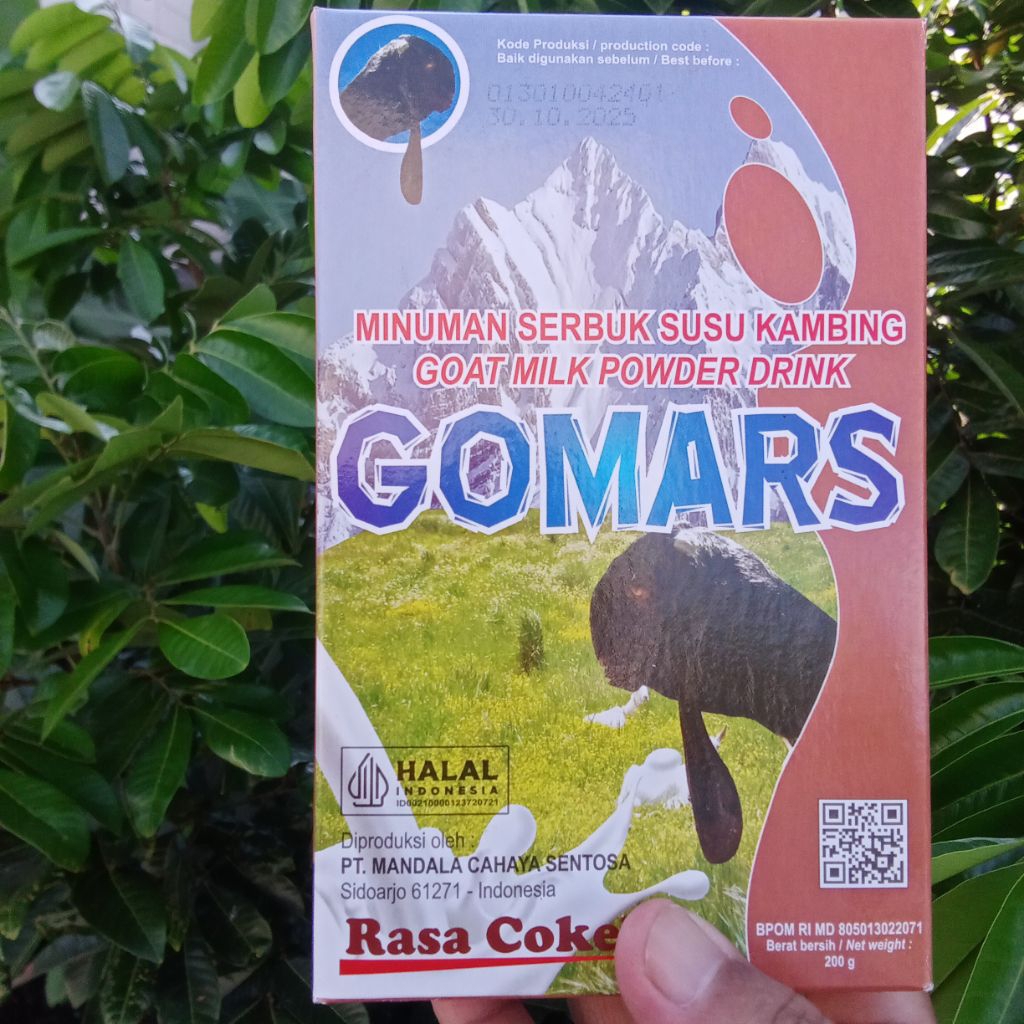 Kode Produksi / production code :
Baik digunakan sebelum / Best before :
30.10.2025
MINUMAN SERBUK SUSU KAMBING
GOAT MILK POWDER DRINK
GOMARS
HALAL
INDONESIA
ID00210000123720721
Diproduksi oleh :
PT. MANDALA CAHAYA SENTOSA
Sidoarjo 61271 - Indonesia
Rasa Coke
BPOM RI MD 805013022071
Berat bersih / Net weight :
200 g